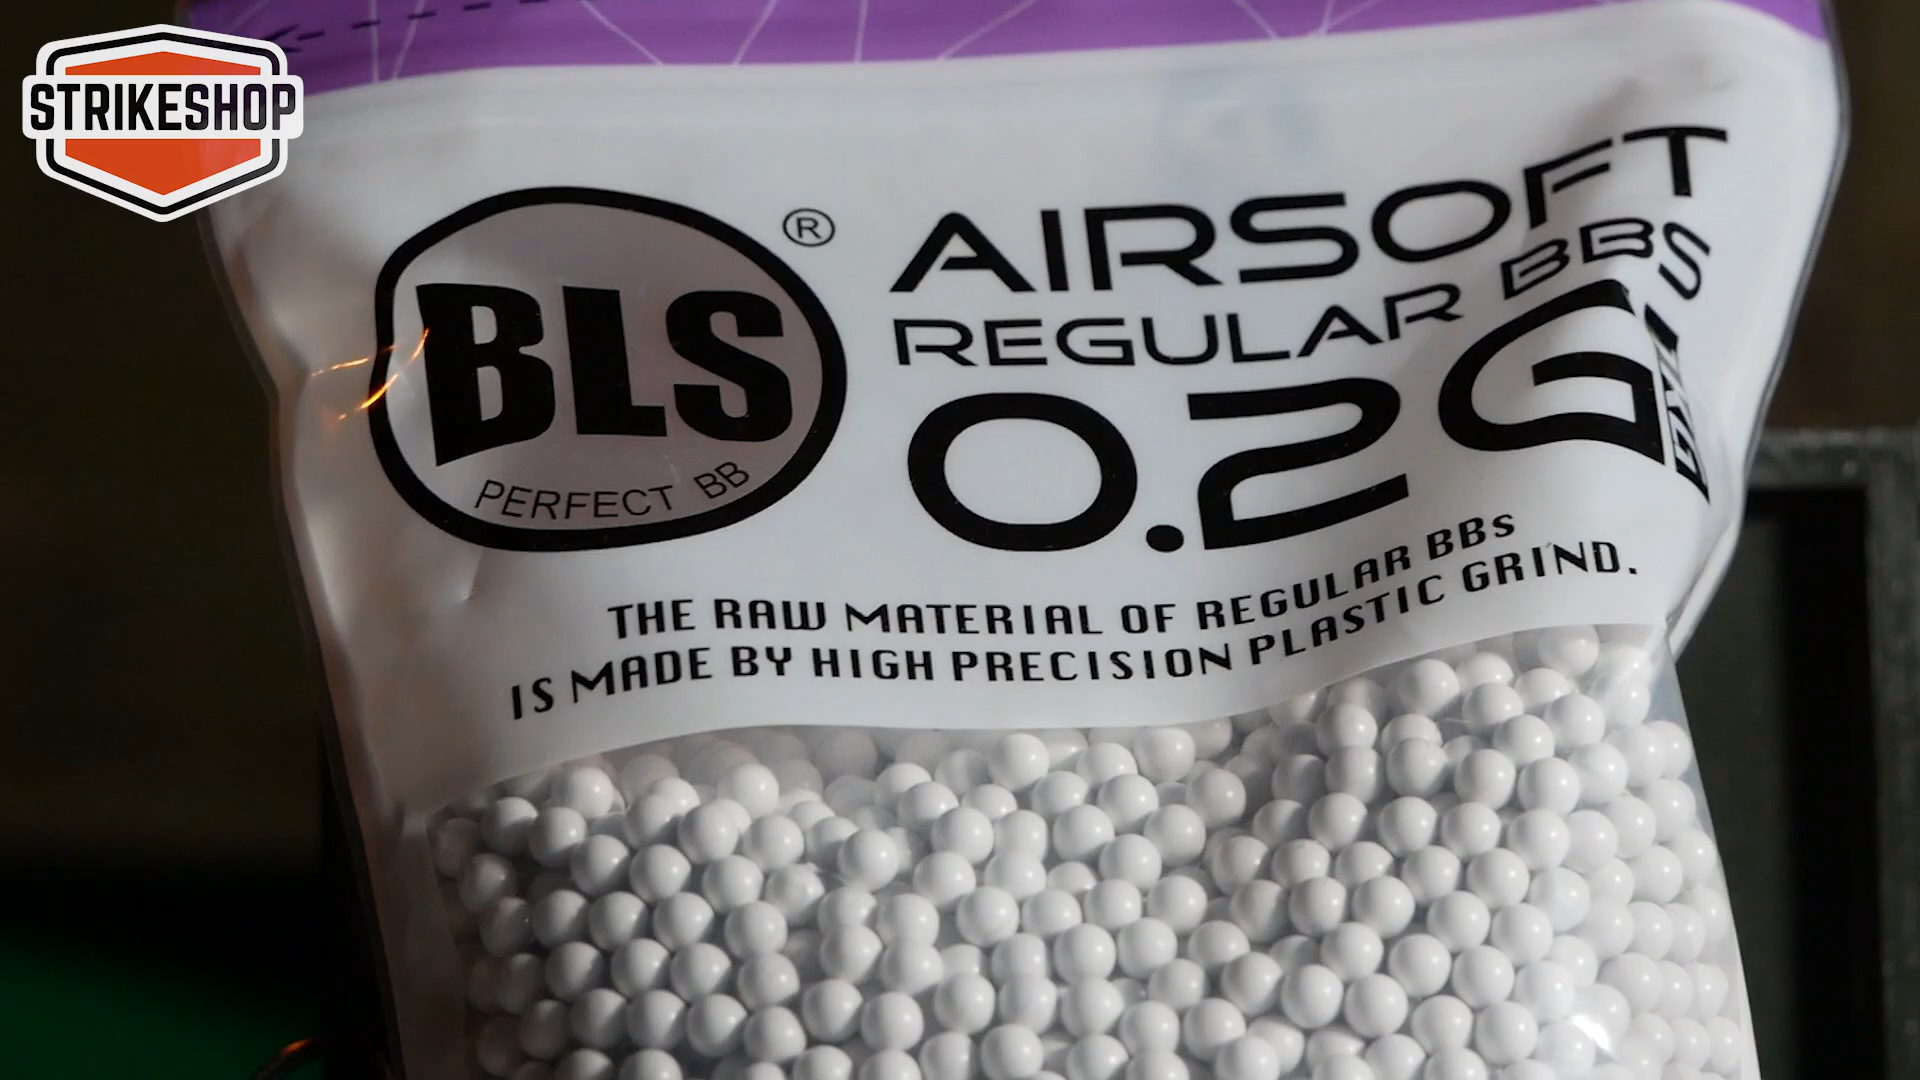 STRIKESHOP
BLS
PERFECT BB
®
AIRSOFT
REGULAR BBS
0.2G
THE RAW MATERIAL OF REGULAR BBs
IS MADE BY HIGH PRECISION PLASTIC GRIND.